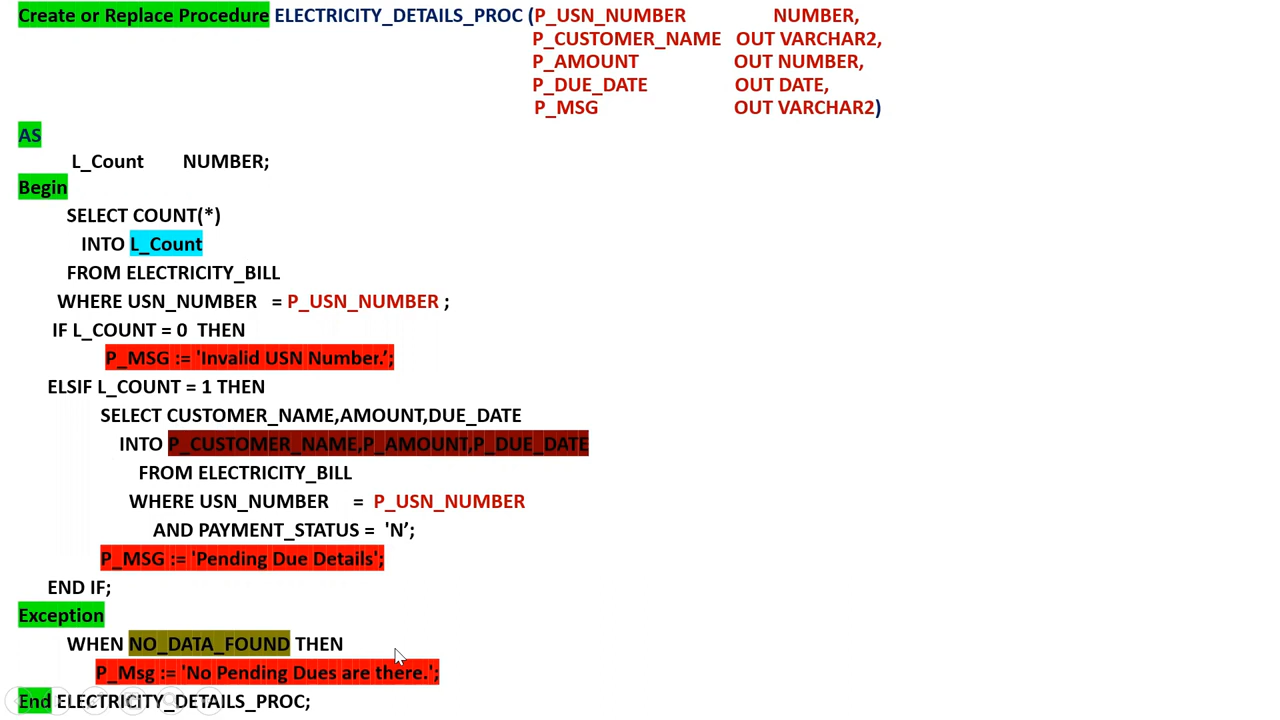 Create or Replace Procedure ELECTRICITY_DETAILS_PROC (P_USN_NUMBER NUMBER,
P_CUSTOMER_NAME OUT VARCHAR2,
P_AMOUNT OUT NUMBER,
P_DUE_DATE OUT DATE,
P_MSG OUT VARCHAR2)
AS
L_Count NUMBER;
Begin
SELECT COUNT(*)
INTO L_Count
FROM ELECTRICITY_BILL
WHERE USN_NUMBER = P_USN_NUMBER ;
IF L_COUNT = 0 THEN
P_MSG := 'Invalid USN Number.’;
ELSIF L_COUNT = 1 THEN
SELECT CUSTOMER_NAME,AMOUNT,DUE_DATE
INTO P_CUSTOMER_NAME,P_AMOUNT,P_DUE_DATE
FROM ELECTRICITY_BILL
WHERE USN_NUMBER = P_USN_NUMBER
AND PAYMENT_STATUS = 'N’;
P_MSG := 'Pending Due Details';
END IF;
Exception
WHEN NO_DATA_FOUND THEN
P_Msg := 'No Pending Dues are there.';
End ELECTRICITY_DETAILS_PROC;